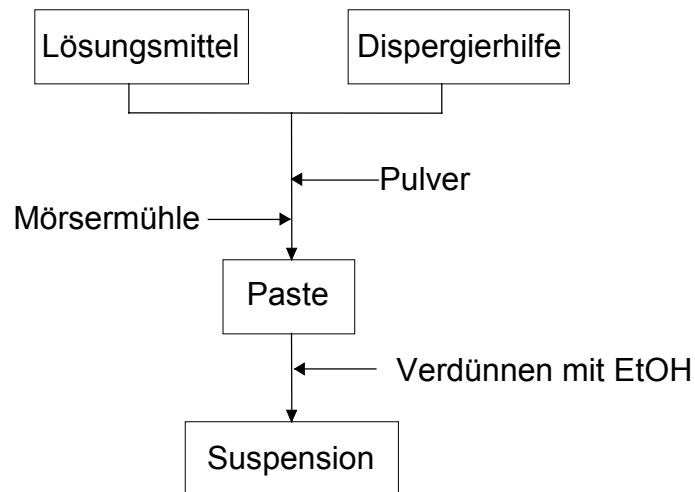 Lösungsmittel
Dispergierhilfe
Pulver
Mörsermühle
Paste
Verdünnen mit EtOH
Suspension